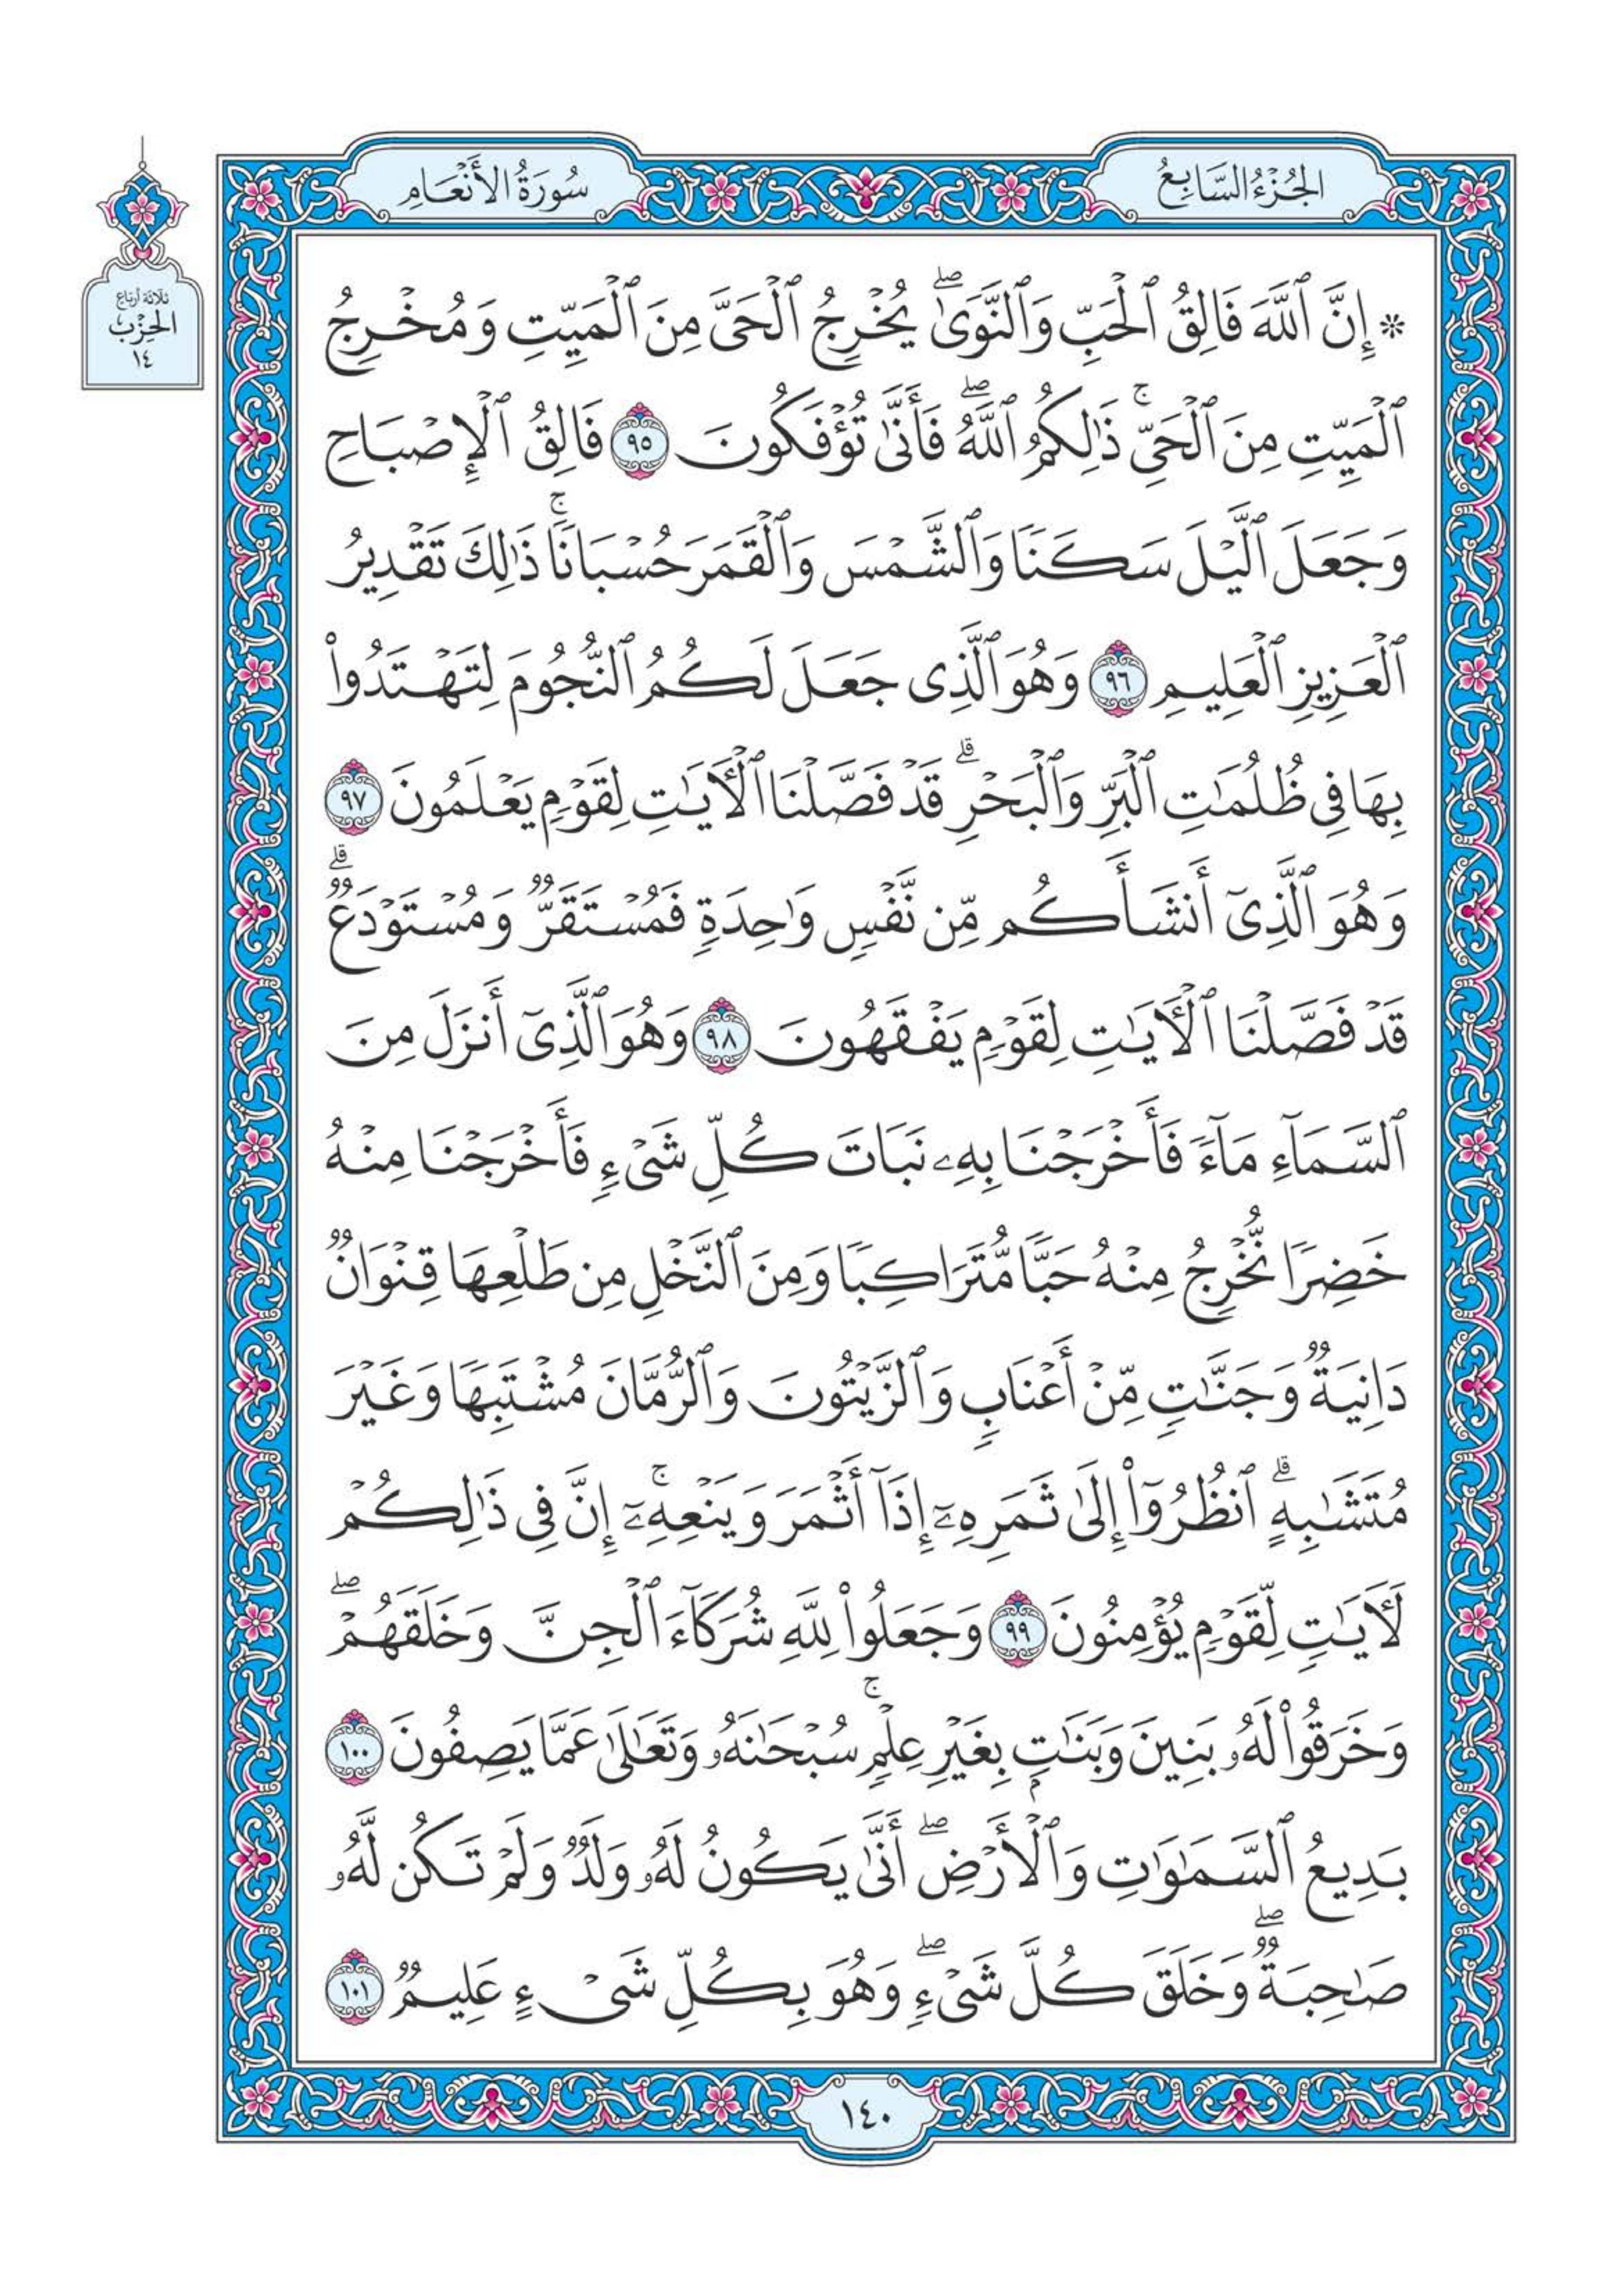 الجُزْءُ السَّابِعُ
سُورَةُ الأَنْعَامِ
ثلاثة أرباع
الحِزْب
١٤
* إِنَّ ٱللَّهَ فَالِقُ ٱلْحَبِّ وَٱلنَّوَىٰۖ يُخْرِجُ ٱلْحَىَّ مِنَ ٱلْمَيِّتِ وَمُخْرِجُ
ٱلْمَيِّتِ مِنَ ٱلْحَىِّۚ ذَٰلِكُمُ ٱللَّهُۖ فَأَنَّىٰ تُؤْفَكُونَ ٩٥ فَالِقُ ٱلْإِصْبَاحِ
وَجَعَلَ ٱلَّيْلَ سَكَنًا وَٱلشَّمْسَ وَٱلْقَمَرَ حُسْبَانًاۚ ذَٰلِكَ تَقْدِيرُ
ٱلْعَزِيزِ ٱلْعَلِيمِ ٩٦ وَهُوَ ٱلَّذِى جَعَلَ لَكُمُ ٱلنُّجُومَ لِتَهْتَدُوا۟
بِهَا فِى ظُلُمَٰتِ ٱلْبَرِّ وَٱلْبَحْرِۗ قَدْ فَصَّلْنَا ٱلْءَايَٰتِ لِقَوْمٍ يَعْلَمُونَ ٩٧
وَهُوَ ٱلَّذِىٓ أَنشَأَكُم مِّن نَّفْسٍ وَٰحِدَةٍ فَمُسْتَقَرٌّ وَمُسْتَوْدَعٌۗ
قَدْ فَصَّلْنَا ٱلْءَايَٰتِ لِقَوْمٍ يَفْقَهُونَ ٩٨ وَهُوَ ٱلَّذِىٓ أَنزَلَ مِنَ
ٱلسَّمَآءِ مَآءً فَأَخْرَجْنَا بِهِۦ نَبَاتَ كُلِّ شَىْءٍ فَأَخْرَجْنَا مِنْهُ
خَضِرًا نُّخْرِجُ مِنْهُ حَبًّا مُّتَرَاكِبًا وَمِنَ ٱلنَّخْلِ مِن طَلْعِهَا قِنْوَانٌ
دَانِيَةٌ وَجَنَّٰتٍ مِّنْ أَعْنَابٍ وَٱلزَّيْتُونَ وَٱلرُّمَّانَ مُشْتَبِهًا وَغَيْرَ
مُتَشَٰبِهٍۗ ٱنظُرُوٓا۟ إِلَىٰ ثَمَرِهِۦٓ إِذَآ أَثْمَرَ وَيَنْعِهِۦٓۚ إِنَّ فِى ذَٰلِكُمْ
لَءَايَٰتٍ لِّقَوْمٍ يُؤْمِنُونَ ٩٩ وَجَعَلُوا۟ لِلَّهِ شُرَكَآءَ ٱلْجِنَّ وَخَلَقَهُمْۖ
وَخَرَقُوا۟ لَهُۥ بَنِينَ وَبَنَٰتٍۭ بِغَيْرِ عِلْمٍۚ سُبْحَٰنَهُۥ وَتَعَٰلَىٰ عَمَّا يَصِفُونَ ١٠٠
بَدِيعُ ٱلسَّمَٰوَٰتِ وَٱلْأَرْضِۖ أَنَّىٰ يَكُونُ لَهُۥ وَلَدٌ وَلَمْ تَكُن لَّهُۥ
صَٰحِبَةٌۖ وَخَلَقَ كُلَّ شَىْءٍۖ وَهُوَ بِكُلِّ شَىْءٍ عَلِيمٌ ١٠١
١٤٠